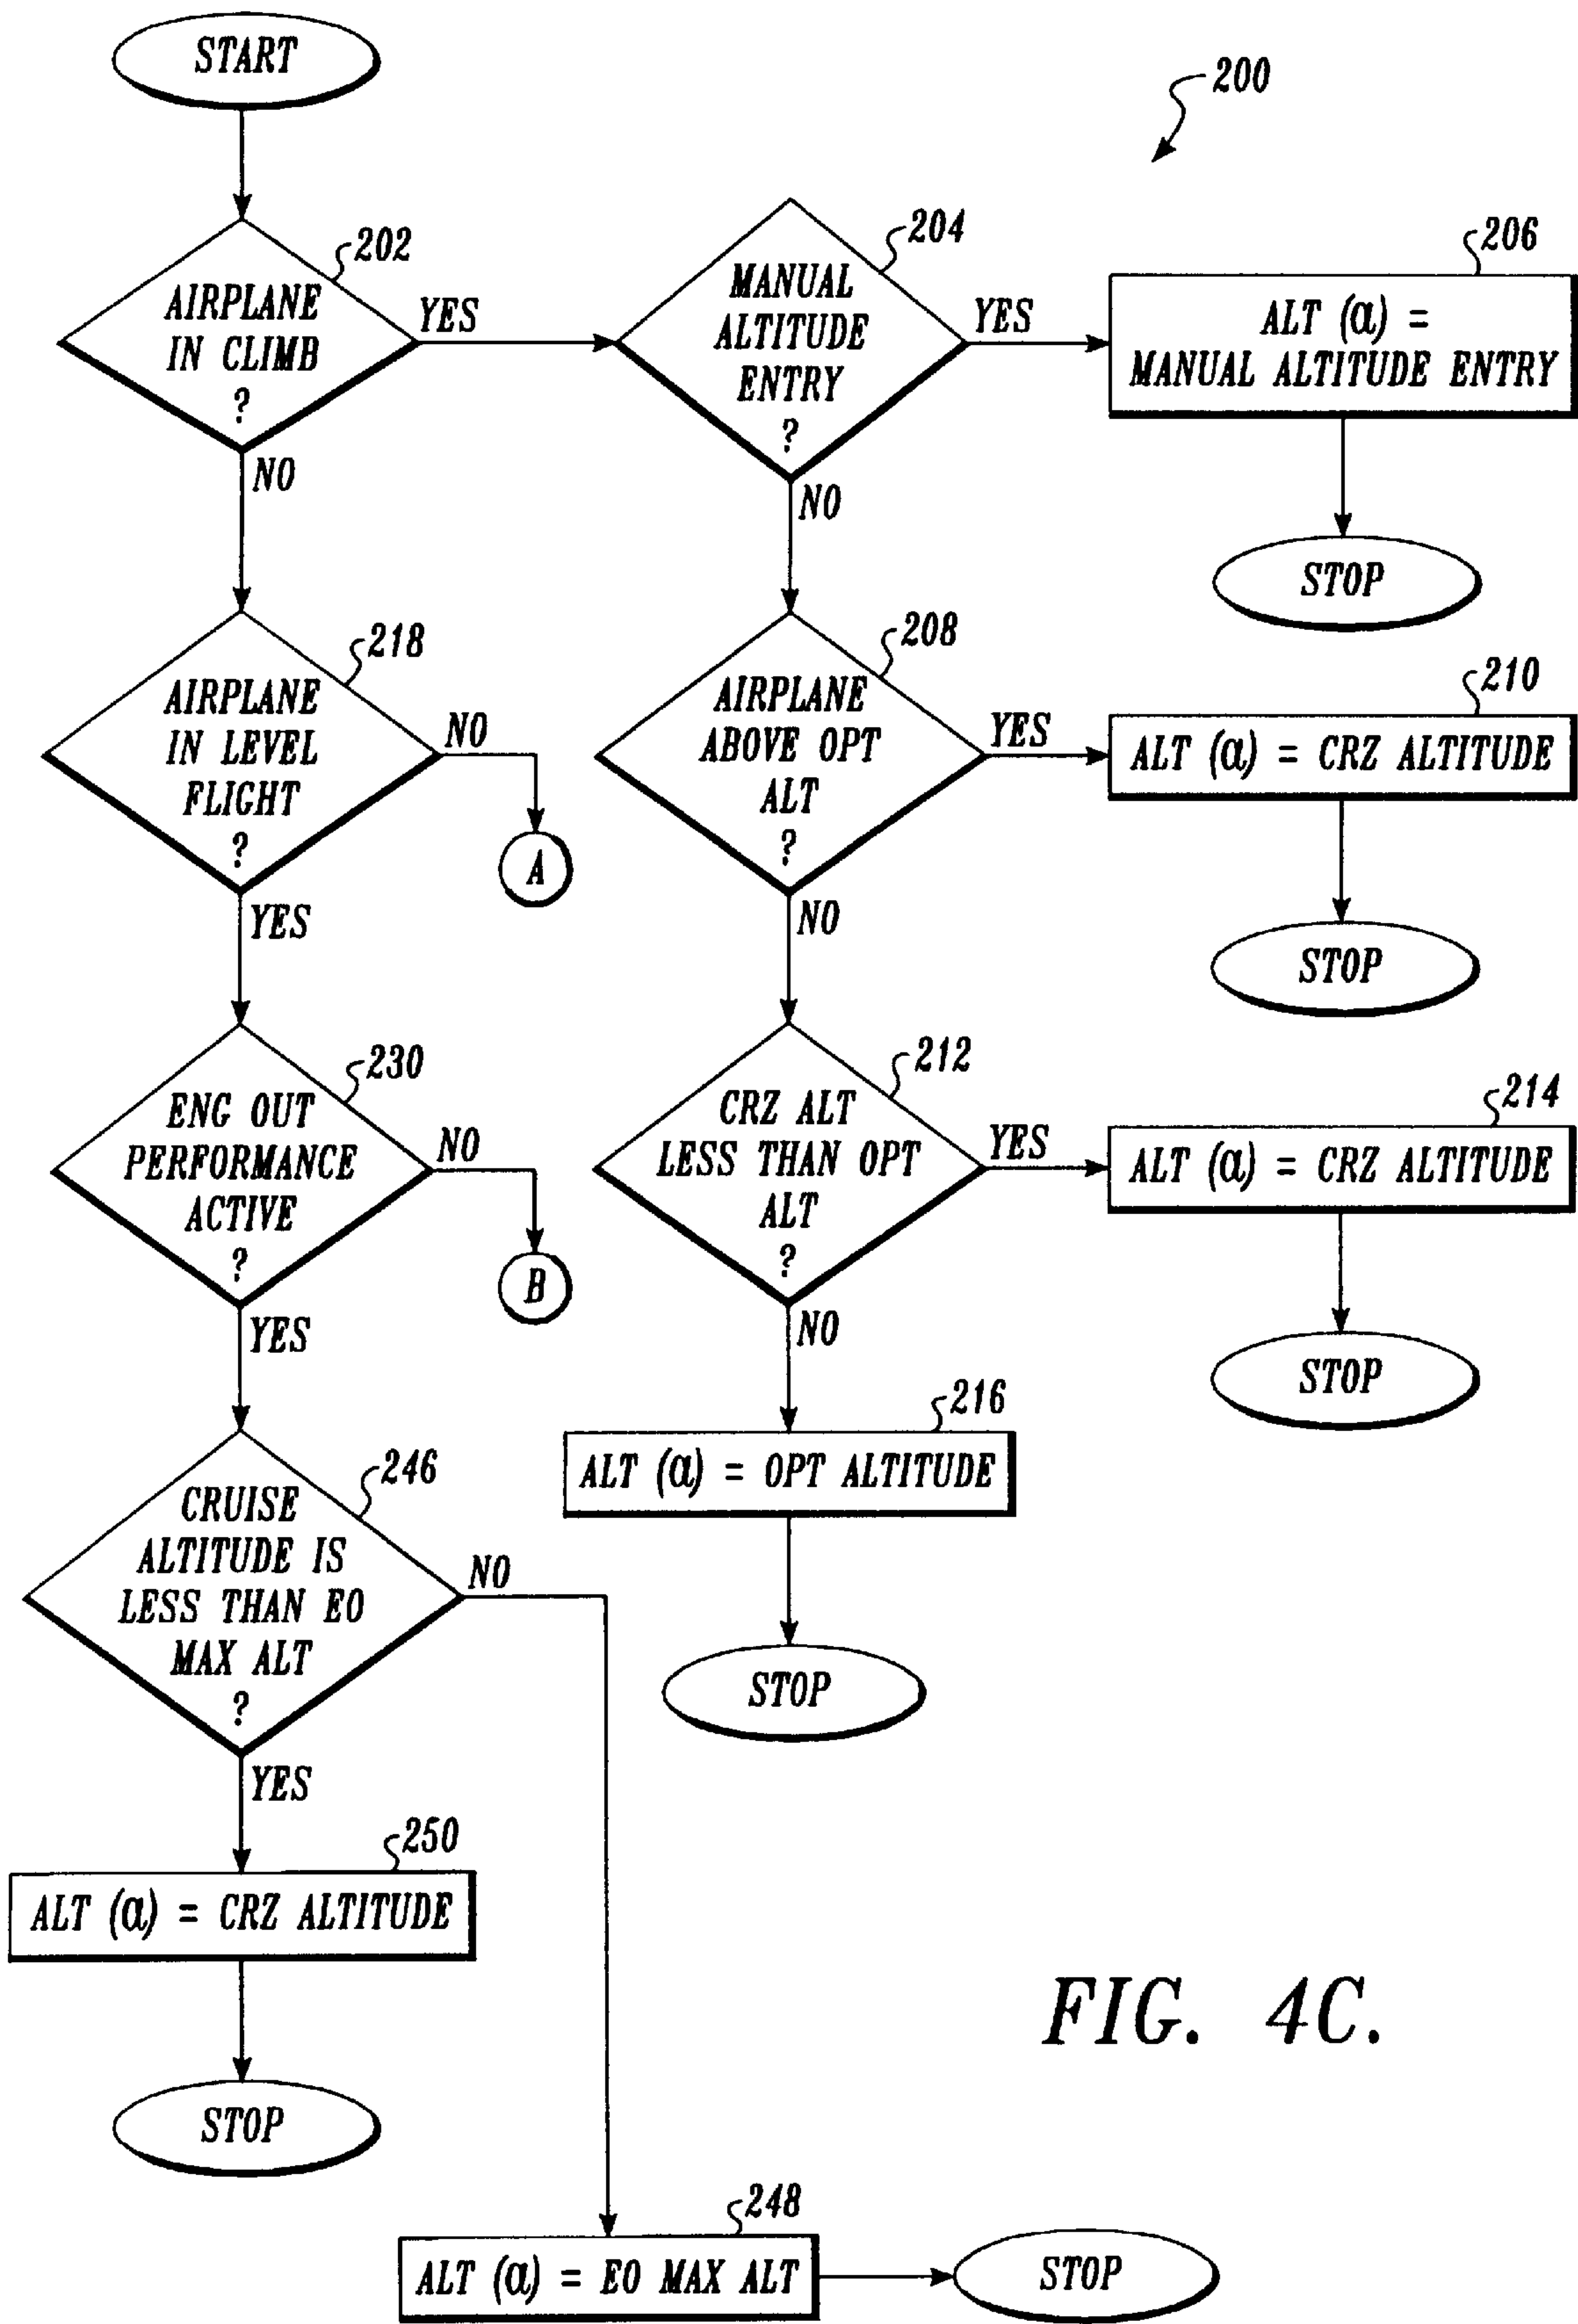 START
200
202
AIRPLANE
IN CLIMB
?
YES
NO
204
MANUAL
ALTITUDE
ENTRY
?
YES
NO
206
ALT (α) =
MANUAL ALTITUDE ENTRY
STOP
218
AIRPLANE
IN LEVEL
FLIGHT
?
NO
A
YES
208
AIRPLANE
ABOVE OPT
ALT
?
YES
NO
210
ALT (α) = CRZ ALTITUDE
STOP
230
ENG OUT
PERFORMANCE
ACTIVE
?
NO
B
YES
212
CRZ ALT
LESS THAN OPT
ALT
?
YES
NO
214
ALT (α) = CRZ ALTITUDE
STOP
216
ALT (α) = OPT ALTITUDE
STOP
246
CRUISE
ALTITUDE IS
LESS THAN EO
MAX ALT
?
NO
YES
250
ALT (α) = CRZ ALTITUDE
STOP
248
ALT (α) = EO MAX ALT
STOP
FIG. 4C.